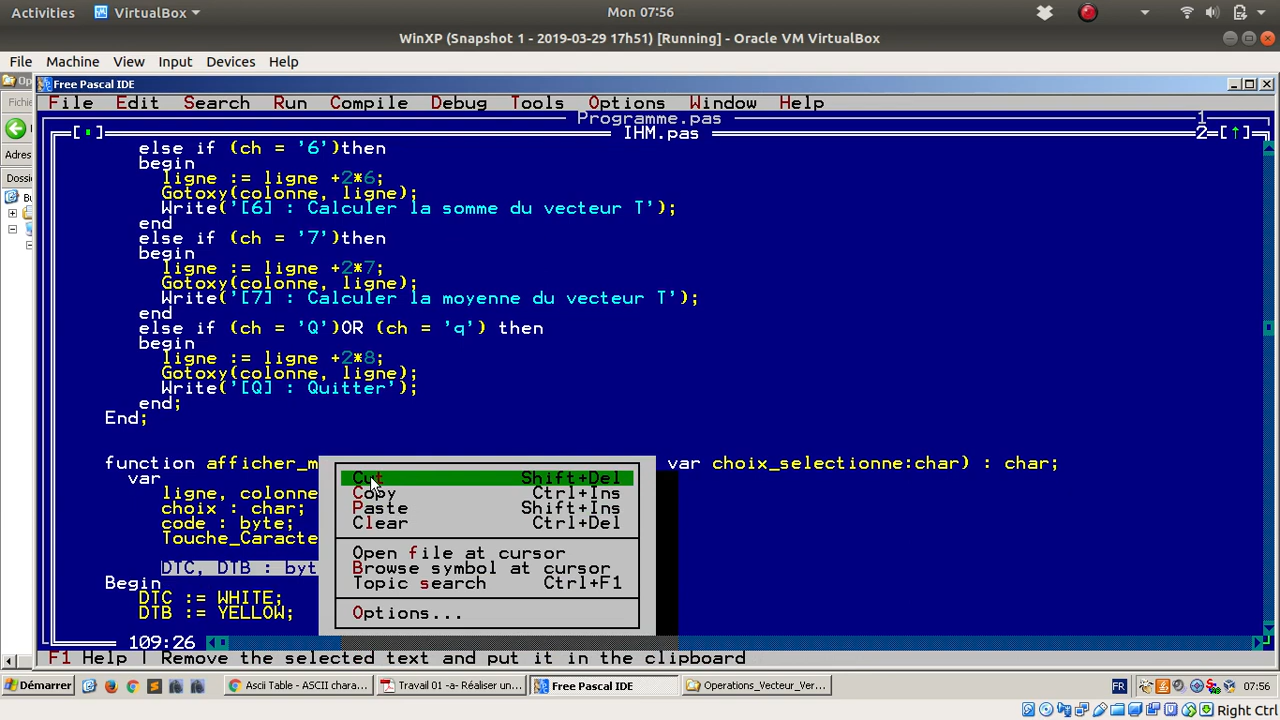 Activities VirtualBox Mon 07:56
WinXP (Snapshot 1 - 2019-03-29 17h51) [Running] - Oracle VM VirtualBox
File Machine View Input Devices Help
Op Free Pascal IDE
Fichie File Edit Search Run Compile Debug Tools Options Window Help
Programme.pas 1
[■] IHM.pas 2=[↑]
Adres
Dossi
Bu
else if (ch = '6')then
begin
ligne := ligne +2*6;
Gotoxy(colonne, ligne);
Write('[6] : Calculer la somme du vecteur T');
end
else if (ch = '7')then
begin
ligne := ligne +2*7;
Gotoxy(colonne, ligne);
Write('[7] : Calculer la moyenne du vecteur T');
end
else if (ch = 'Q')OR (ch = 'q') then
begin
ligne := ligne +2*8;
Gotoxy(colonne, ligne);
Write('[Q] : Quitter');
end;
End;
function afficher_m var choix_selectionne:char) : char;
var
ligne, colonne
choix : char;
code : byte;
Touche_Caracte
DTC, DTB : byt
Begin
DTC := WHITE;
DTB := YELLOW;
Cut Shift+Del
Copy Ctrl+Ins
Paste Shift+Ins
Clear Ctrl+Del
Open file at cursor
Browse symbol at cursor
Topic search Ctrl+F1
Options...
109:26
F1 Help | Remove the selected text and put it in the clipboard
Démarrer Ascii Table - ASCII chara... Travail 01 -a- Réaliser un... Free Pascal IDE Operations_Vecteur_Ver... FR 07:56
Right Ctrl